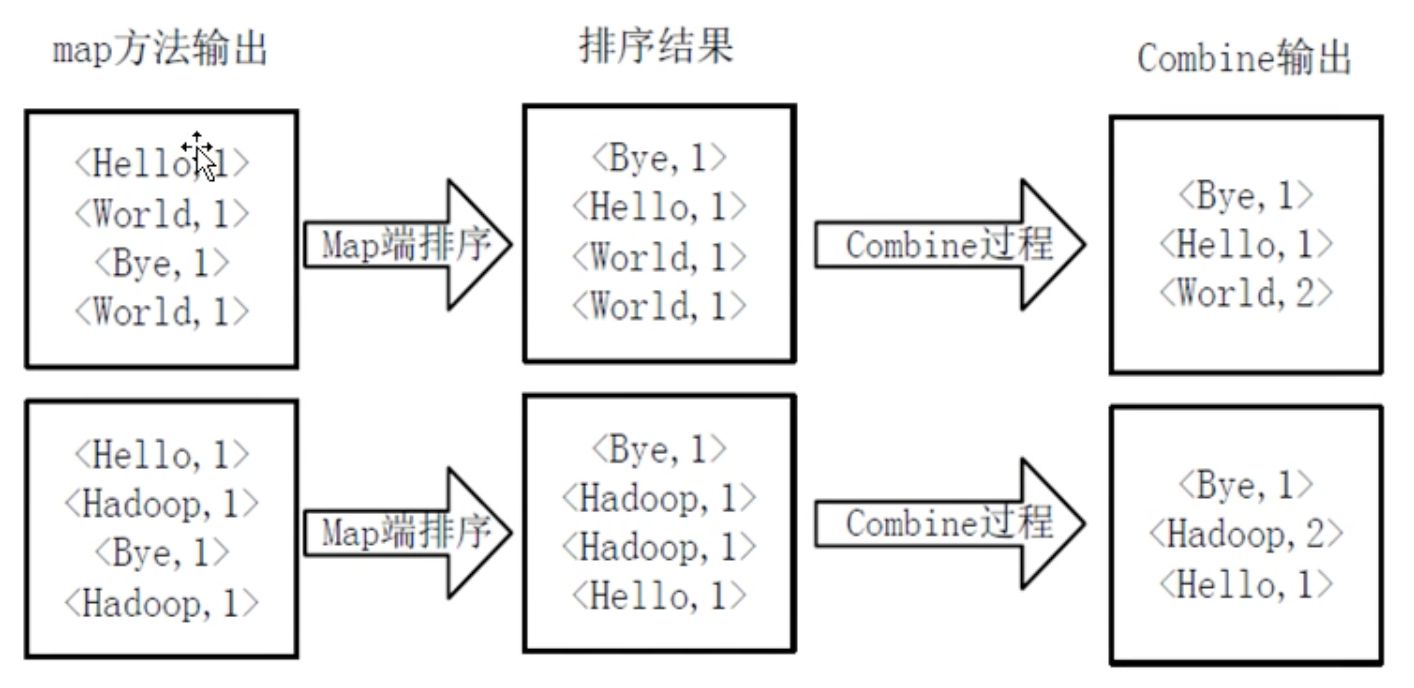 map方法输出
排序结果
Combine输出
<Hello,1>
<World,1>
<Bye,1>
<World,1>
Map端排序
<Bye,1>
<Hello,1>
<World,1>
<World,1>
Combine过程
<Bye,1>
<Hello,1>
<World,2>
<Hello,1>
<Hadoop,1>
<Bye,1>
<Hadoop,1>
Map端排序
<Bye,1>
<Hadoop,1>
<Hadoop,1>
<Hello,1>
Combine过程
<Bye,1>
<Hadoop,2>
<Hello,1>